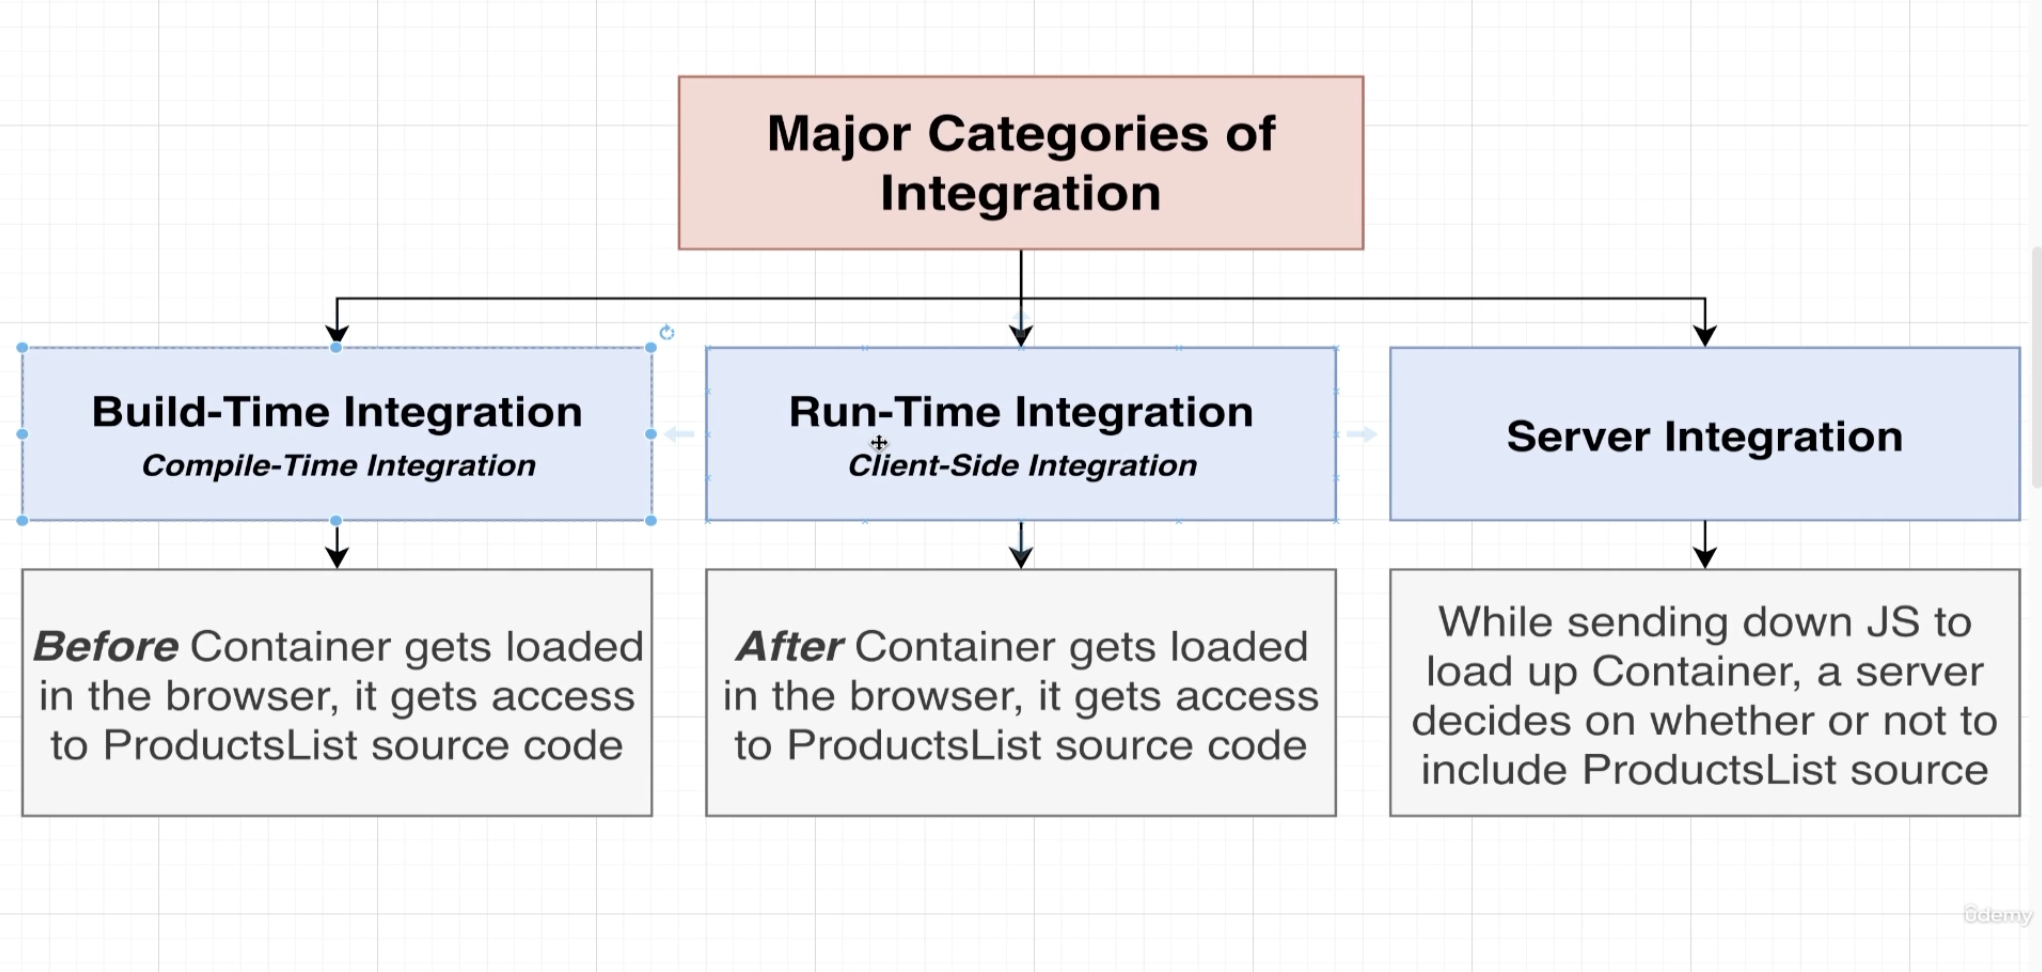 Major Categories of
Integration
Build-Time Integration
Compile-Time Integration
Run-Time Integration
Client-Side Integration
Server Integration
Before Container gets loaded
in the browser, it gets access
to ProductsList source code
After Container gets loaded
in the browser, it gets access
to ProductsList source code
While sending down JS to
load up Container, a server
decides on whether or not to
include ProductsList source
udemy